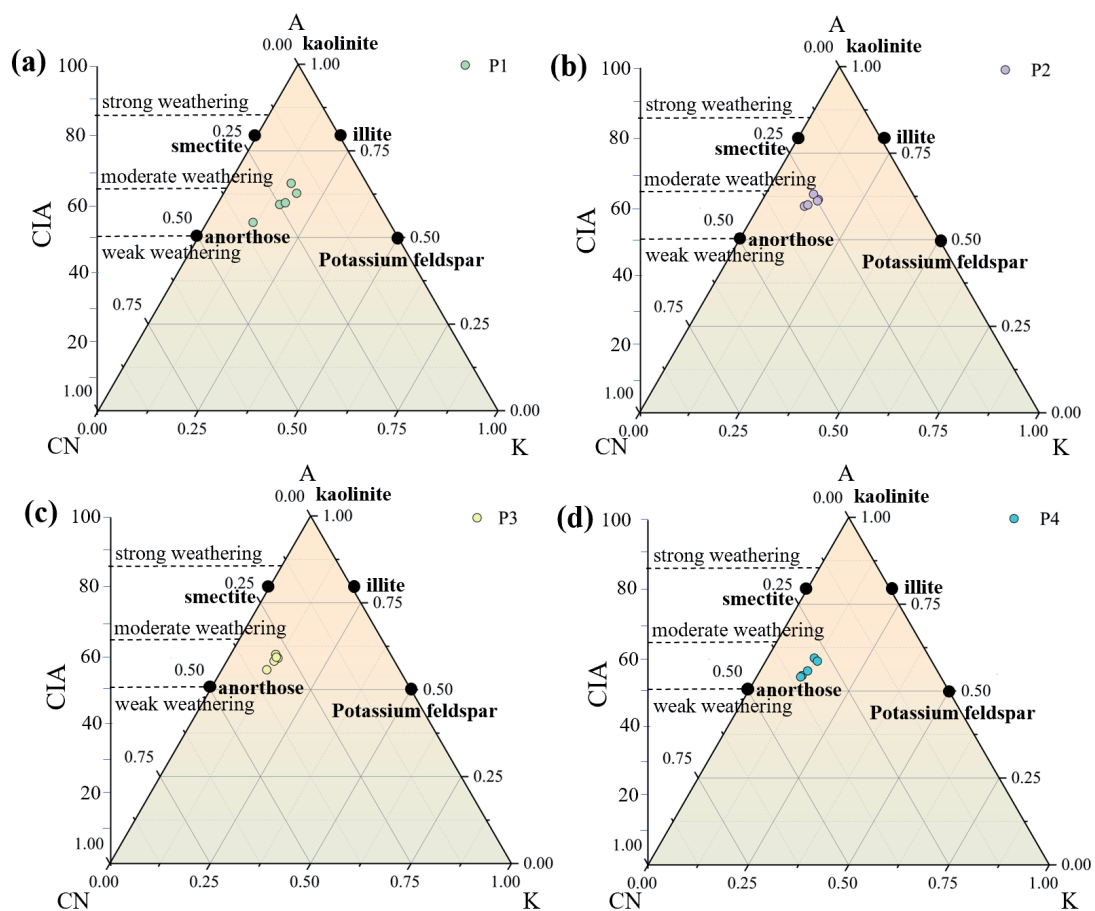 A
(a)
0.00 kaolinite
P1
100
1.00
strong weathering
80
0.25
illite
smectite
0.75
moderate weathering
60
0.50
CIA
anorthose
0.50
weak weathering
Potassium feldspar
40
0.75
0.25
20
1.00
0.00
0.00 0.25 0.50 0.75 1.00
CN
K
A
(b)
0.00 kaolinite
P2
100
1.00
strong weathering
80
0.25
illite
smectite
0.75
moderate weathering
60
0.50
CIA
anorthose
0.50
weak weathering
Potassium feldspar
40
0.75
0.25
20
1.00
0.00
0.00 0.25 0.50 0.75 1.00
CN
K
A
(c)
0.00 kaolinite
P3
100
1.00
strong weathering
80
0.25
illite
smectite
0.75
moderate weathering
60
0.50
CIA
anorthose
0.50
weak weathering
Potassium feldspar
40
0.75
0.25
20
1.00
0.00
0.00 0.25 0.50 0.75 1.00
CN
K
A
(d)
0.00 kaolinite
P4
100
1.00
strong weathering
80
0.25
illite
smectite
0.75
moderate weathering
60
0.50
CIA
anorthose
0.50
weak weathering
Potassium feldspar
40
0.75
0.25
20
1.00
0.00
0.00 0.25 0.50 0.75 1.00
CN
K